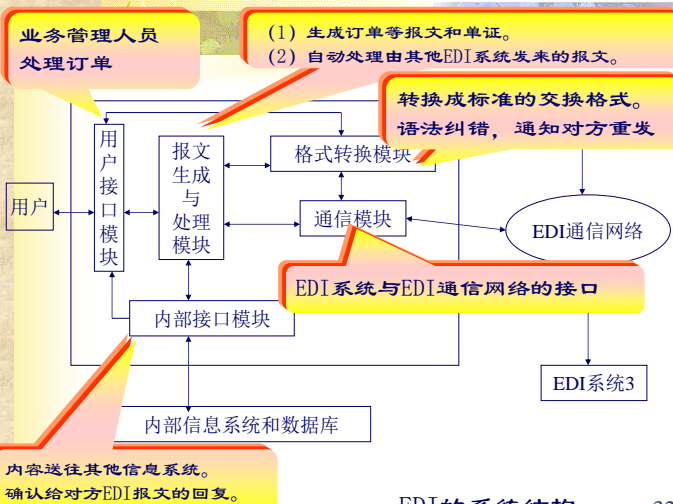 业务管理人员
处理订单
(1) 生成订单等报文和单证。
(2) 自动处理由其他EDI系统发来的报文。
转换成标准的交换格式。
语法纠错，通知对方重发
用户
用户接口模块
报文
生成
与
处理
模块
格式转换模块
通信模块
EDI通信网络
EDI系统与EDI通信网络的接口
内部接口模块
EDI系统3
内部信息系统和数据库
内容送往其他信息系统。
确认给对方EDI报文的回复。
EDI的系统结构